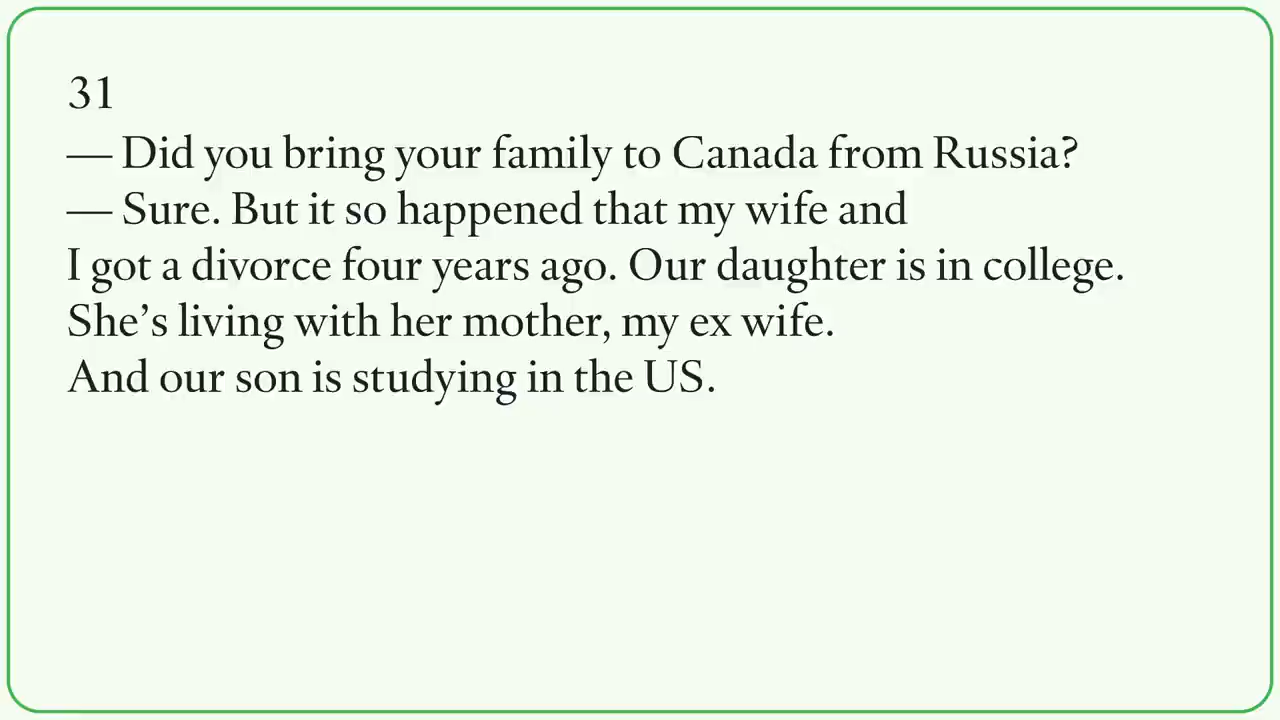 31
— Did you bring your family to Canada from Russia?
— Sure. But it so happened that my wife and
I got a divorce four years ago. Our daughter is in college.
She’s living with her mother, my ex wife.
And our son is studying in the US.